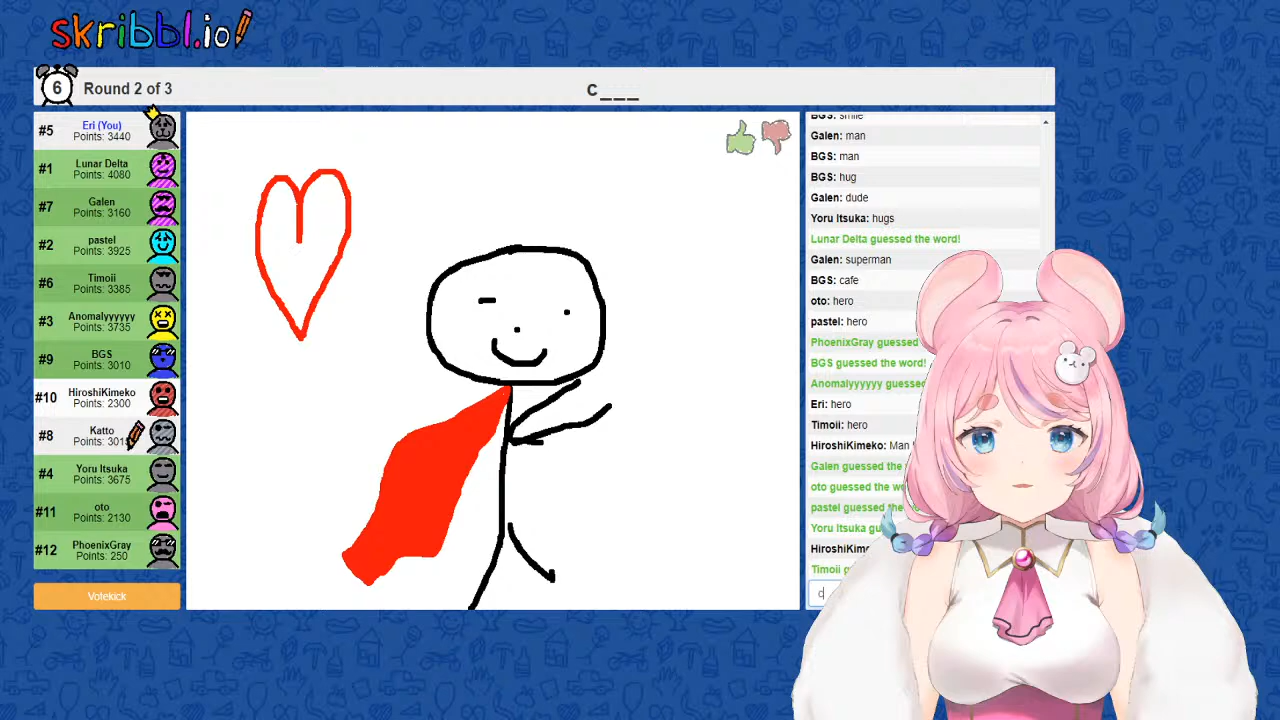 skribbl.io
6
Round 2 of 3
C___
#5 Eri (You)
Points: 3440
#1 Lunar Delta
Points: 4080
#7 Galen
Points: 3160
#2 pastel
Points: 3925
#6 Timoii
Points: 3385
#3 Anomalyyyyyy
Points: 3735
#9 BGS
Points: 3010
#10 HiroshiKimeko
Points: 2300
#8 Katto
Points: 301
#4 Yoru Itsuka
Points: 3675
#11 oto
Points: 2130
#12 PhoenixGray
Points: 250
Votekick
BGS: smile
Galen: man
BGS: man
BGS: hug
Galen: dude
Yoru Itsuka: hugs
Lunar Delta guessed the word!
Galen: superman
BGS: cafe
oto: hero
pastel: hero
PhoenixGray guessed
BGS guessed the word!
Anomalyyyyyy guessed
Eri: hero
Timoii: hero
HiroshiKimeko: Man
Galen guessed the
oto guessed the
pastel guessed the
Yoru Itsuka
Timoii
c